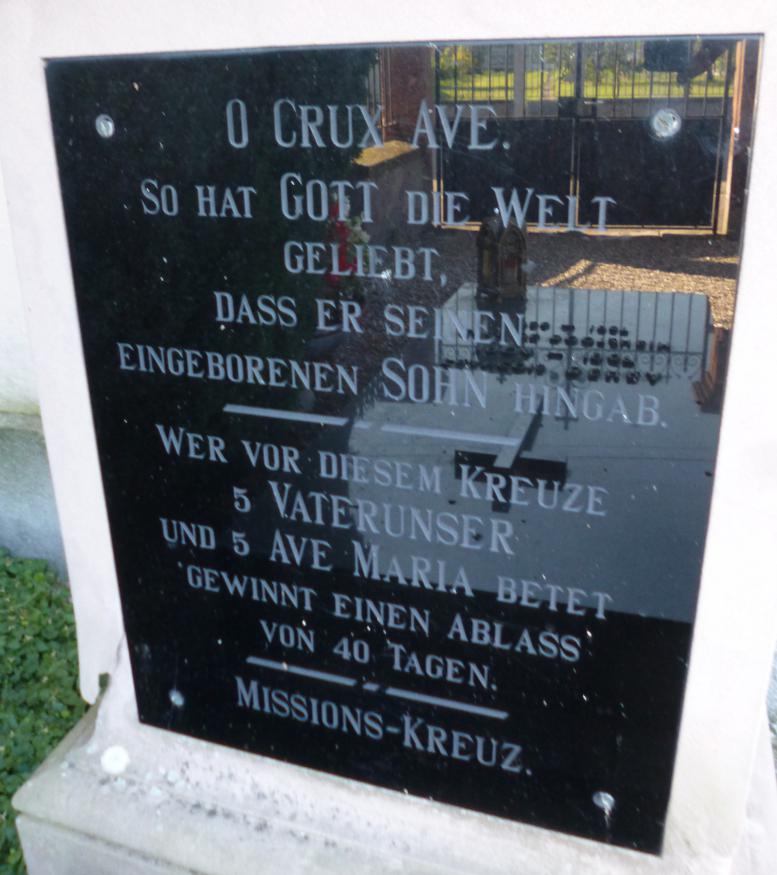 O CRUX AVE.
SO HAT GOTT DIE WELT
GELIEBT,
DASS ER SEINEN
EINGEBORENEN SOHN HINGAB.
WER VOR DIESEM KREUZE
5 VATERUNSER
UND 5 AVE MARIA BETET
GEWINNT EINEN ABLASS
VON 40 TAGEN.
MISSIONS-KREUZ.